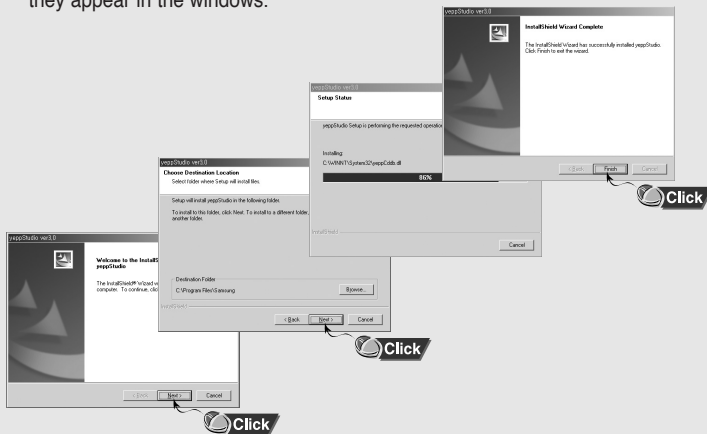 they appear in the windows.
yeppStudio ver3.0
Welcome to the InstallS
yeppStudio
The InstallShield® Wizard w
computer. To continue, clic
< Back
Next >
Cancel
Click
yeppStudio ver3.0
Choose Destination Location
Select folder where Setup will install files.
Setup will install yeppStudio in the following folder.
To install to this folder, click Next. To install to a different folder,
another folder.
Destination Folder
C:\Program Files\Samsung
Browse...
InstallShield
< Back
Next >
Cancel
Click
yeppStudio ver3.0
Setup Status
yeppStudio Setup is performing the requested operation
Installing:
C:\WINNT\System32\yeppCddb.dll
86%
InstallShield
Cancel
yeppStudio ver3.0
InstallShield Wizard Complete
The InstallShield Wizard has successfully installed yeppStudio.
Click Finish to exit the wizard.
< Back
Finish
Cancel
Click